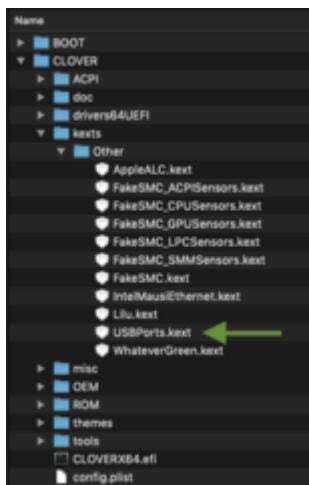 Name
BOOT
CLOVER
ACPI
doc
drivers64UEFI
kexts
Other
AppleALC.kext
FakeSMC_ACPISensors.kext
FakeSMC_CPUSensors.kext
FakeSMC_GPUSensors.kext
FakeSMC_LPCSensors.kext
FakeSMC_SMMSensors.kext
FakeSMC.kext
IntelMausiEthernet.kext
Lilu.kext
USBPorts.kext
WhateverGreen.kext
misc
OEM
ROM
themes
tools
CLOVERX64.efi
config.plist